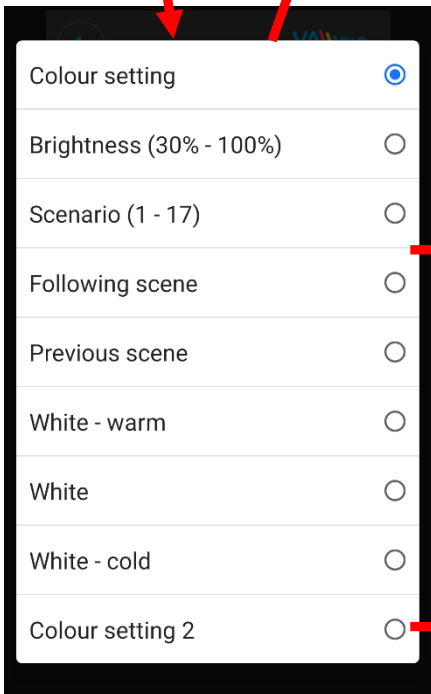 Colour setting
Brightness (30% - 100%)
Scenario (1 - 17)
Following scene
Previous scene
White - warm
White
White - cold
Colour setting 2